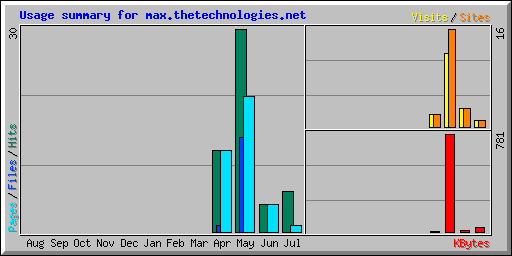 Usage summary for max.thetechnologies.net
Visits / Sites
30
16
781
Pages / Files / Hits
Aug Sep Oct Nov Dec Jan Feb Mar Apr May Jun Jul
KBytes